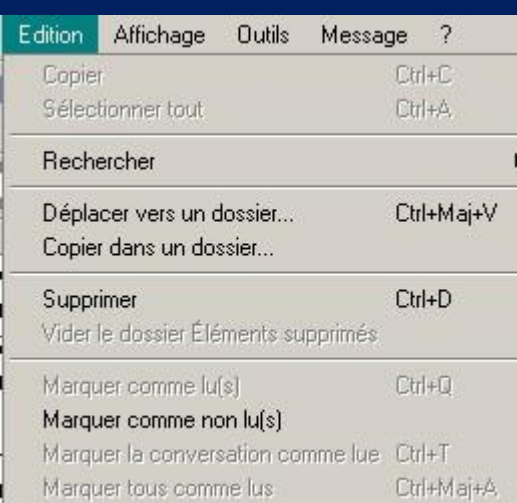 Edition Affichage Outils Message ?
Copier Ctrl+C
Sélectionner tout Ctrl+A
Rechercher
Déplacer vers un dossier... Ctrl+Maj+V
Copier dans un dossier...
Supprimer Ctrl+D
Vider le dossier Éléments supprimés
Marquer comme lu(s) Ctrl+Q
Marquer comme non lu(s)
Marquer la conversation comme lue Ctrl+T
Marquer tous comme lus Ctrl+Maj+A